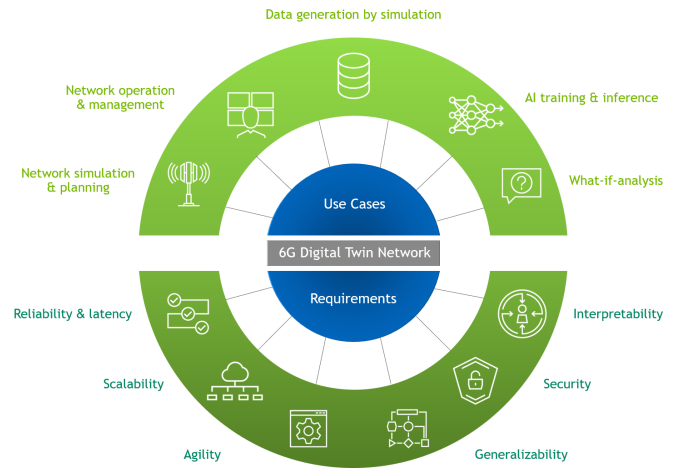 Data generation by simulation
Network operation
& management
AI training & inference
Network simulation
& planning
What-if-analysis
Use Cases
6G Digital Twin Network
Requirements
Reliability & latency
Interpretability
Scalability
Security
Agility
Generalizability